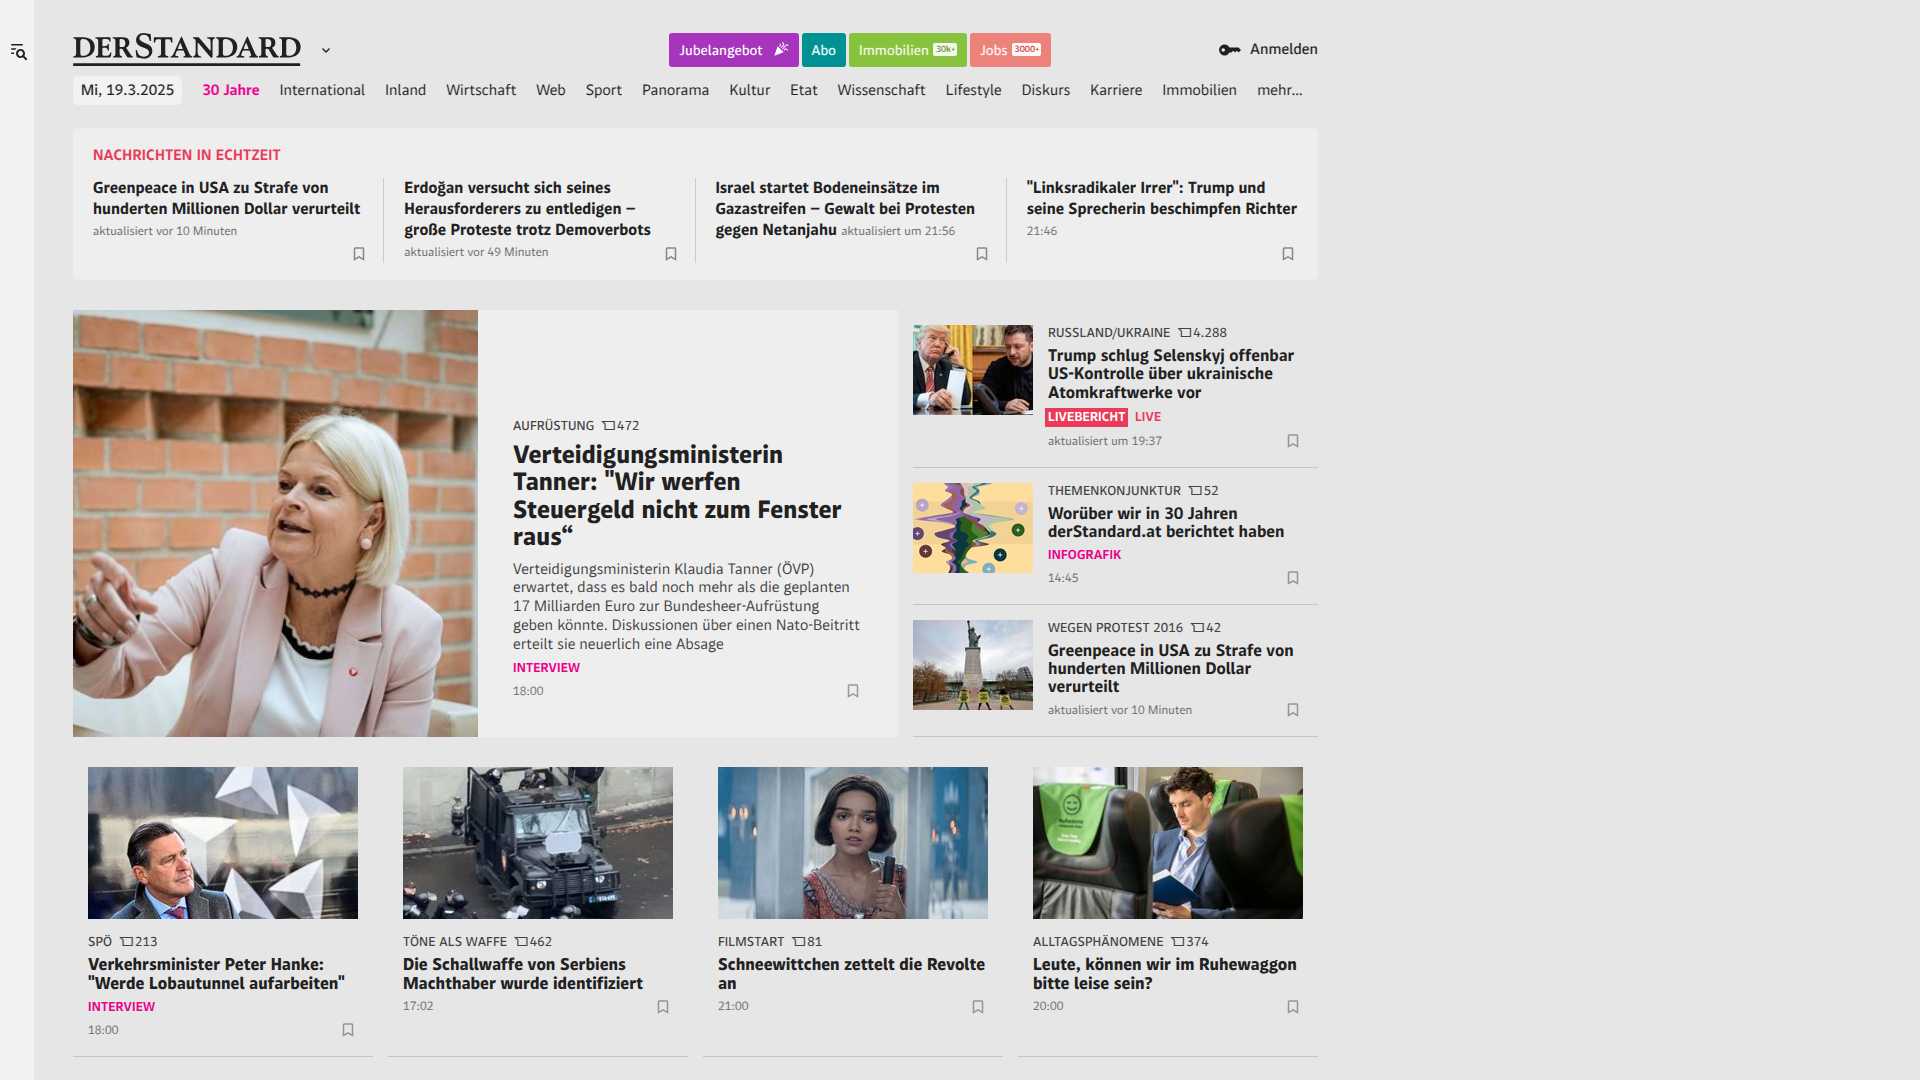 DERSTANDARD
Jubelangebot
Abo
Immobilien 30k+
Jobs 3000+
Anmelden
Mi, 19.3.2025
30 Jahre
International
Inland
Wirtschaft
Web
Sport
Panorama
Kultur
Etat
Wissenschaft
Lifestyle
Diskurs
Karriere
Immobilien
mehr...
NACHRICHTEN IN ECHTZEIT
Greenpeace in USA zu Strafe von
hunderten Millionen Dollar verurteilt
aktualisiert vor 10 Minuten
Erdoğan versucht sich seines
Herausforderers zu entledigen –
große Proteste trotz Demoverbots
aktualisiert vor 49 Minuten
Israel startet Bodeneinsätze im
Gazastreifen – Gewalt bei Protesten
gegen Netanjahu aktualisiert um 21:56
"Linksradikaler Irrer": Trump und
seine Sprecherin beschimpfen Richter
21:46
AUFRÜSTUNG 472
Verteidigungsministerin
Tanner: "Wir werfen
Steuergeld nicht zum Fenster
raus“
Verteidigungsministerin Klaudia Tanner (ÖVP)
erwartet, dass es bald noch mehr als die geplanten
17 Milliarden Euro zur Bundesheer-Aufrüstung
geben könnte. Diskussionen über einen Nato-Beitritt
erteilt sie neuerlich eine Absage
INTERVIEW
18:00
RUSSLAND/UKRAINE 4.288
Trump schlug Selenskyj offenbar
US-Kontrolle über ukrainische
Atomkraftwerke vor
LIVEBERICHT LIVE
aktualisiert um 19:37
THEMENKONJUNKTUR 52
Worüber wir in 30 Jahren
derStandard.at berichtet haben
INFOGRAFIK
14:45
WEGEN PROTEST 2016 42
Greenpeace in USA zu Strafe von
hunderten Millionen Dollar
verurteilt
aktualisiert vor 10 Minuten
SPÖ 213
Verkehrsminister Peter Hanke:
"Werde Lobautunnel aufarbeiten"
INTERVIEW
18:00
TÖNE ALS WAFFE 462
Die Schallwaffe von Serbiens
Machthaber wurde identifiziert
17:02
FILMSTART 81
Schneewittchen zettelt die Revolte
an
21:00
Ruhezone
ALLTAGSPHÄNOMENE 374
Leute, können wir im Ruhewaggon
bitte leise sein?
20:00